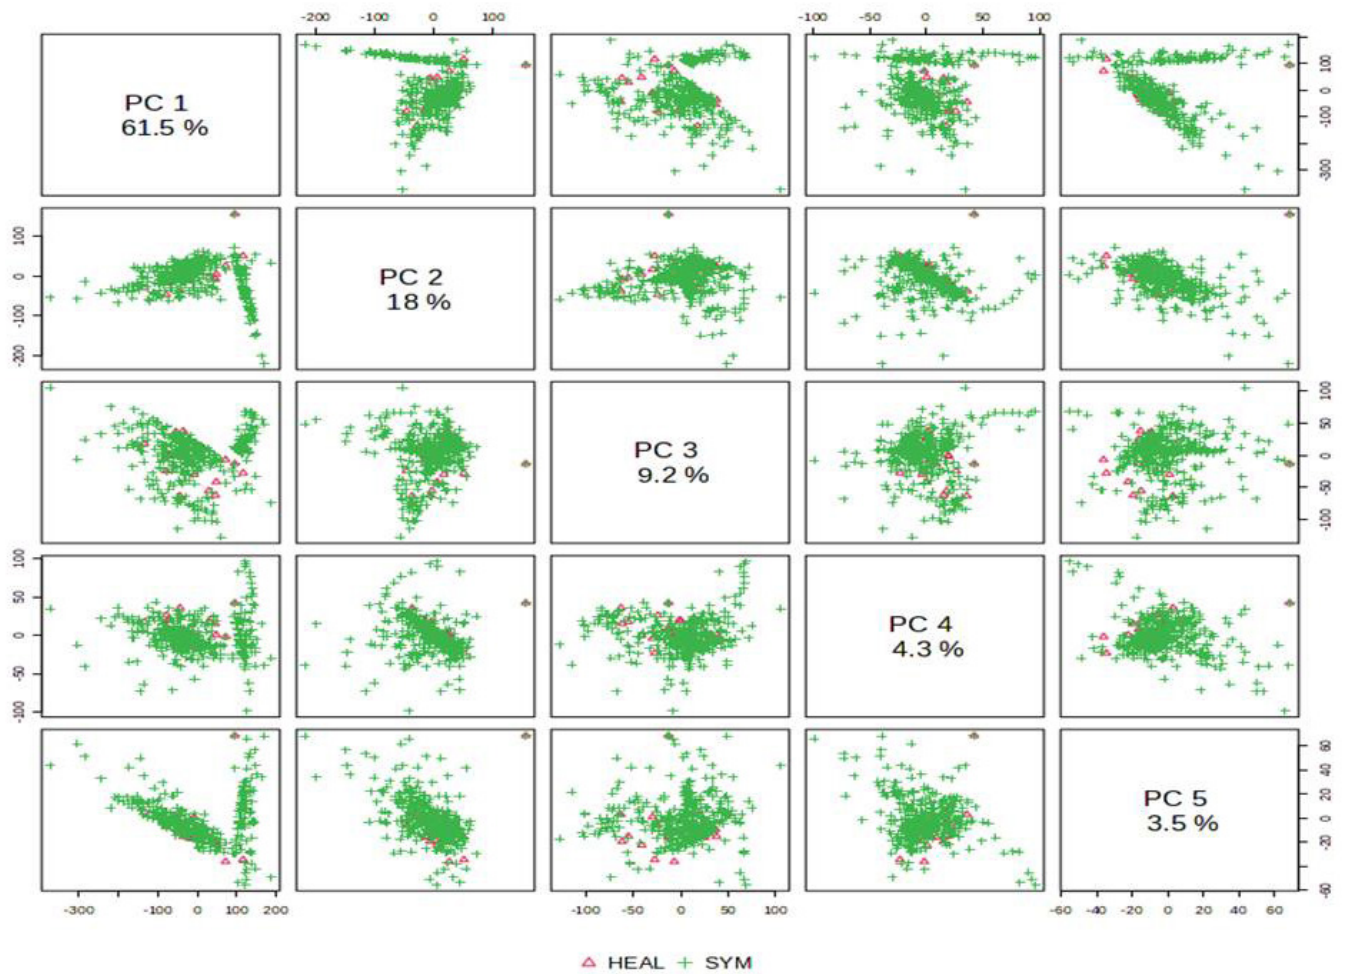 -200 -100 0 100 -100 -50 0 50 100
PC 1
61.5 %
-300 -100 0 100
-200 -100 0 100
PC 2
18 %
PC 3
9.2 %
-100 -50 0 50 100
-100 -50 0 50 100
PC 4
4.3 %
PC 5
3.5 %
-60 -20 0 20 40 60
-300 -100 0 100 200 -100 -50 0 50 100 -60 -40 -20 0 20 40 60
HEAL SYM